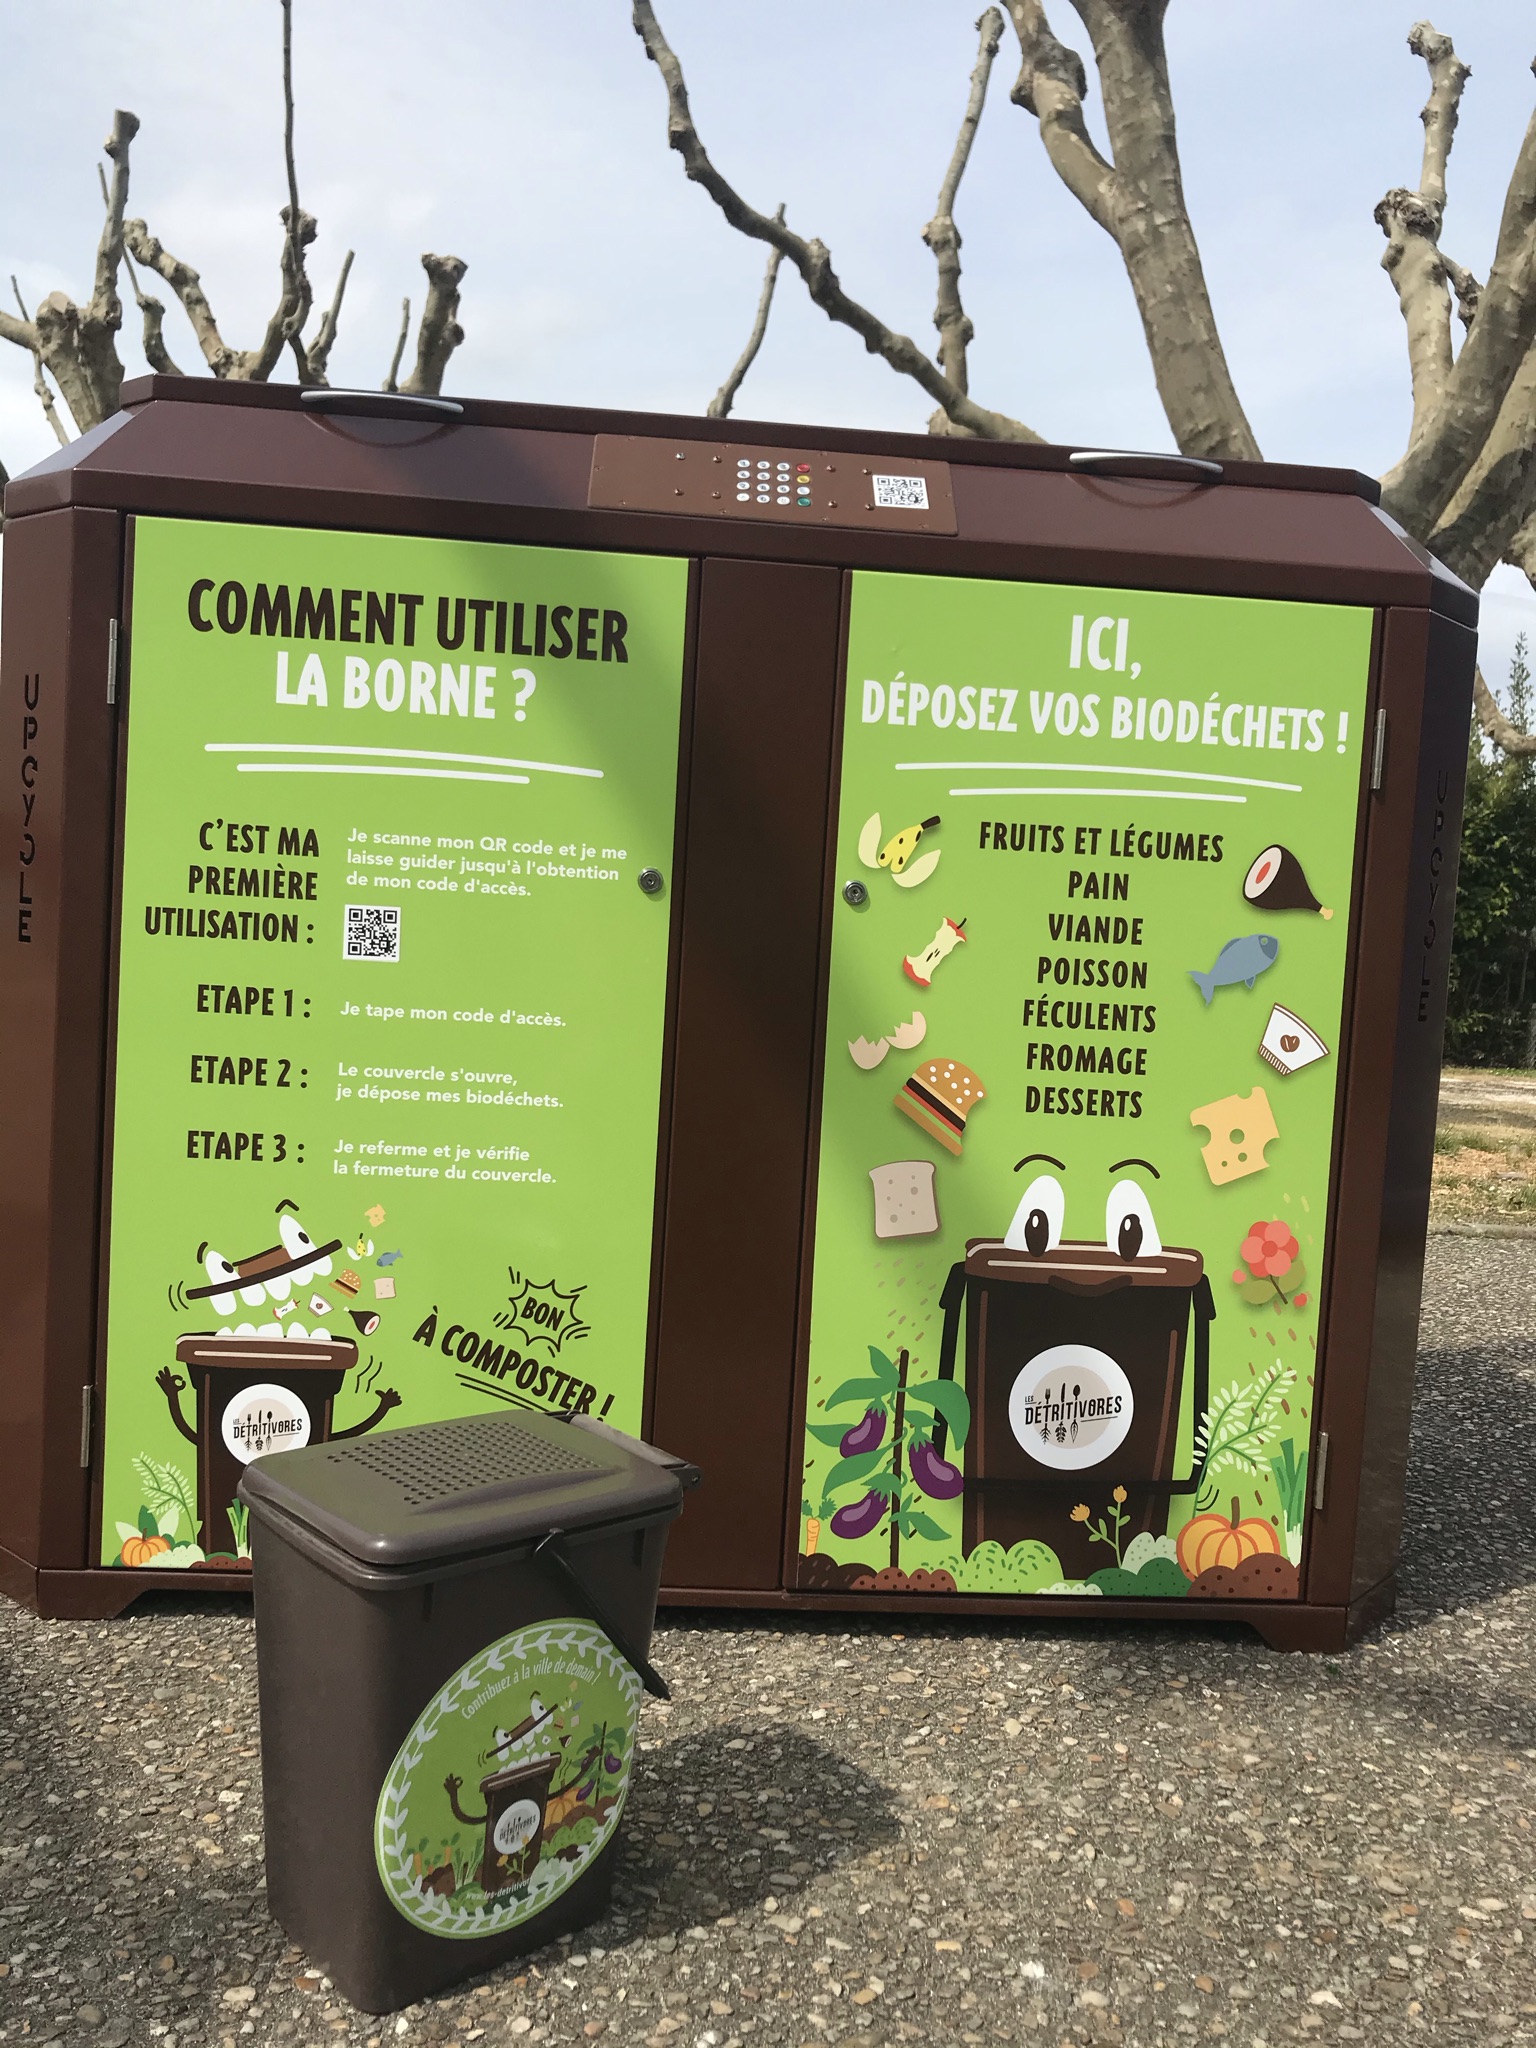 UPCYCLE
COMMENT UTILISER
LA BORNE ?
C'EST MA
PREMIÈRE
UTILISATION :
Je scanne mon QR code et je me
laisse guider jusqu'à l'obtention
de mon code d'accès.
ETAPE 1 :
Je tape mon code d'accès.
ETAPE 2 :
Le couvercle s'ouvre,
je dépose mes biodéchets.
ETAPE 3 :
Je referme et je vérifie
la fermeture du couvercle.
BON
À COMPOSTER !
LES
DÉTRITIVORES
ICI,
DÉPOSEZ VOS BIODÉCHETS !
FRUITS ET LÉGUMES
PAIN
VIANDE
POISSON
FÉCULENTS
FROMAGE
DESSERTS
LES
DÉTRITIVORES
UPCYCLE
Contribuez à la ville de demain !
DÉTRITIVORES